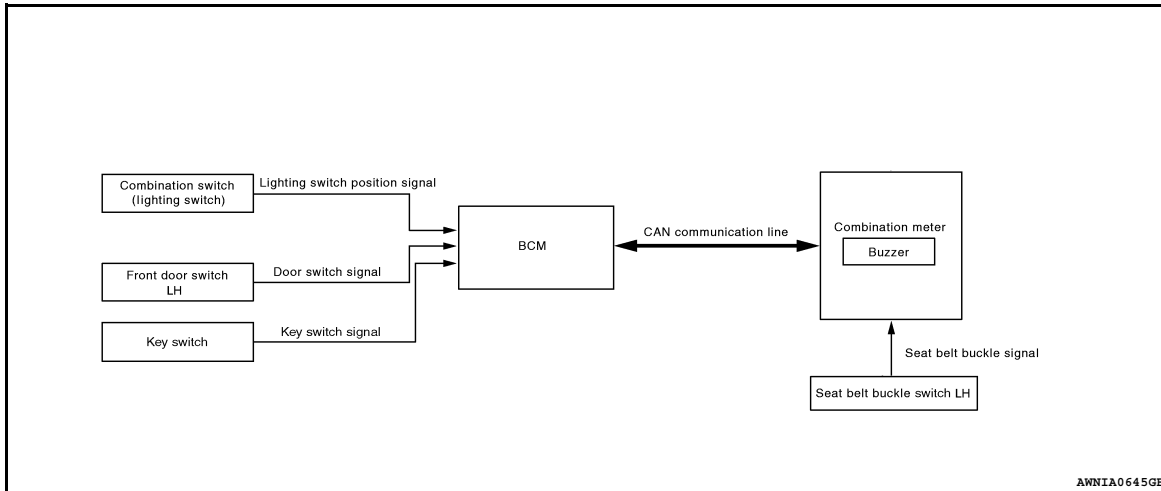 Combination switch
(lighting switch)
Lighting switch position signal
Front door switch
LH
Door switch signal
Key switch
Key switch signal
BCM
CAN communication line
Combination meter
Buzzer
Seat belt buckle signal
Seat belt buckle switch LH